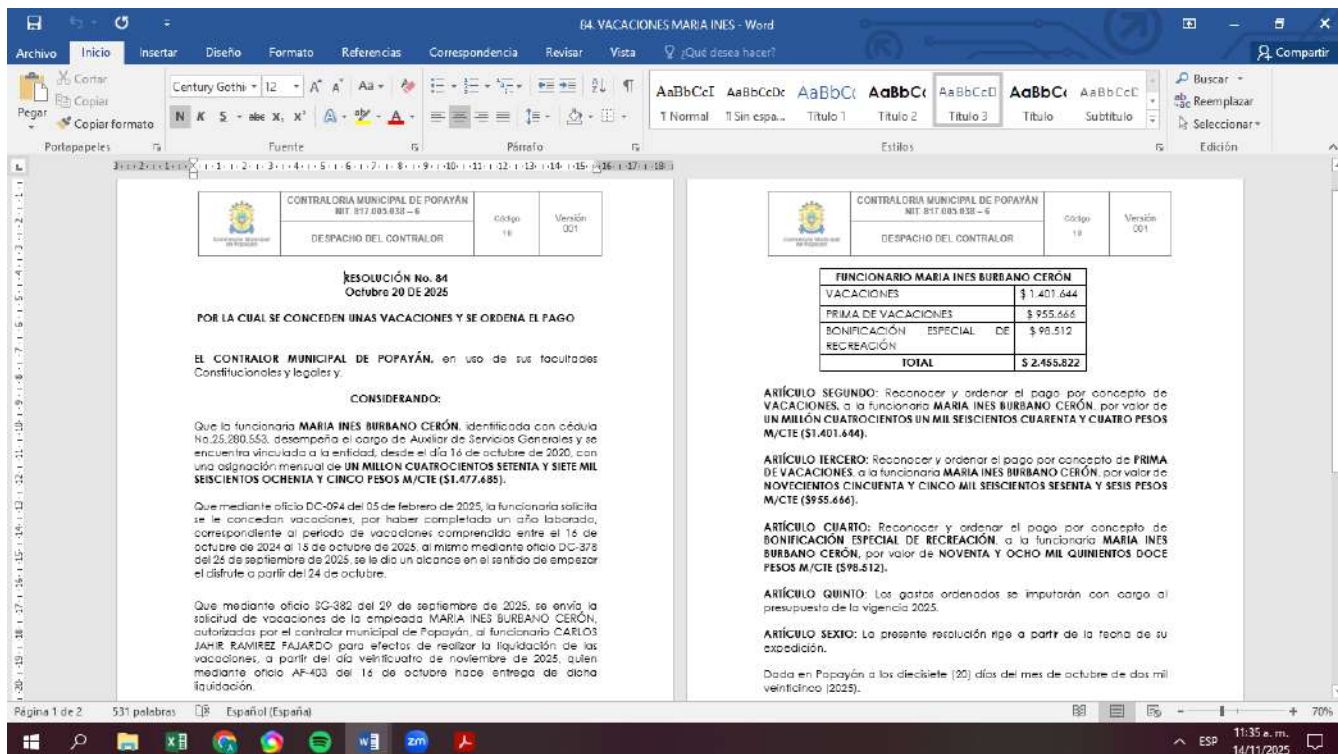 84. VACACIONES MARIA INES - Word
Archivo Inicio Insertar Diseño Formato Referencias Correspondencia Revisar Vista ¿Qué desea hacer? Compartir
Cortar
Copiar
Copiar formato
Pegar
Century Gothi 12
N K S abc X, X²
AaBbCcI AaBbCcDc AaBbC( AaBbC( AaBbCcD AaBbC( AaBbCcC
¶ Normal ¶ Sin espa... Título 1 Título 2 Título 3 Título Subtítulo
Buscar
Reemplazar
Seleccionar
Portapapeles Fuente Párrafo Estilos Edición
CONTRALORIA MUNICIPAL DE POPAYÁN
NIT. 817.005.038 – 6
DESPACHO DEL CONTRALOR
Código
18
Versión
001
RESOLUCIÓN No. 84
Octubre 20 DE 2025
POR LA CUAL SE CONCEDEN UNAS VACACIONES Y SE ORDENA EL PAGO
EL CONTRALOR MUNICIPAL DE POPAYÁN, en uso de sus facultades
Constitucionales y legales y.
CONSIDERANDO:
Que la funcionaria MARIA INES BURBANO CERÓN, identificada con cédula
No.25.280.553, desempeña el cargo de Auxiliar de Servicios Generales y se
encuentra vinculada a la entidad, desde el día 16 de octubre de 2020, con
una asignación mensual de UN MILLON CUATROCIENTOS SETENTA Y SIETE MIL
SEISCIENTOS OCHENTA Y CINCO PESOS M/CTE ($1.477.685).
Que mediante oficio DC-094 del 05 de febrero de 2025, la funcionaria solicita
se le concedan vacaciones, por haber completado un año laborado,
correspondiente al periodo de vacaciones comprendido entre el 16 de
octubre de 2024 al 15 de octubre de 2025, al mismo mediante oficio DC-378
del 26 de septiembre de 2025, se le dio un alcance en el sentido de empezar
el disfrute a partir del 24 de octubre.
Que mediante oficio SG-382 del 29 de septiembre de 2025, se envía la
solicitud de vacaciones de la empleada MARIA INES BURBANO CERÓN,
autorizadas por el contralor municipal de Popayán, al funcionario CARLOS
JAHIR RAMIREZ FAJARDO para efectos de realizar la liquidación de las
vacaciones, a partir del día veinticuatro de noviembre de 2025, quien
mediante oficio AF-403 del 16 de octubre hace entrega de dicha
liquidación.
CONTRALORIA MUNICIPAL DE POPAYÁN
NIT. 817.005.038 – 6
DESPACHO DEL CONTRALOR
Código
18
Versión
001
FUNCIONARIO MARIA INES BURBANO CERÓN
VACACIONES $ 1.401.644
PRIMA DE VACACIONES $ 955.666
BONIFICACIÓN ESPECIAL DE $ 98.512
RECREACIÓN
TOTAL $ 2.455.822
ARTÍCULO SEGUNDO: Reconocer y ordenar el pago por concepto de
VACACIONES, a la funcionaria MARIA INES BURBANO CERÓN, por valor de
UN MILLÓN CUATROCIENTOS UN MIL SEISCIENTOS CUARENTA Y CUATRO PESOS
M/CTE ($1.401.644).
ARTÍCULO TERCERO: Reconocer y ordenar el pago por concepto de PRIMA
DE VACACIONES, a la funcionaria MARIA INES BURBANO CERÓN, por valor de
NOVECIENTOS CINCUENTA Y CINCO MIL SEISCIENTOS SESENTA Y SESIS PESOS
M/CTE ($955.666).
ARTÍCULO CUARTO: Reconocer y ordenar el pago por concepto de
BONIFICACIÓN ESPECIAL DE RECREACIÓN, a la funcionaria MARIA INES
BURBANO CERÓN, por valor de NOVENTA Y OCHO MIL QUINIENTOS DOCE
PESOS M/CTE ($98.512).
ARTÍCULO QUINTO: Los gastos ordenados se imputarán con cargo al
presupuesto de la vigencia 2025.
ARTÍCULO SEXTO: La presente resolución rige a partir de la fecha de su
expedición.
Dada en Popayán a los diecisiete (20) días del mes de octubre de dos mil
veinticinco (2025).
Página 1 de 2 531 palabras Español (España) 70%
ESP 11:35 a. m.
14/11/2025